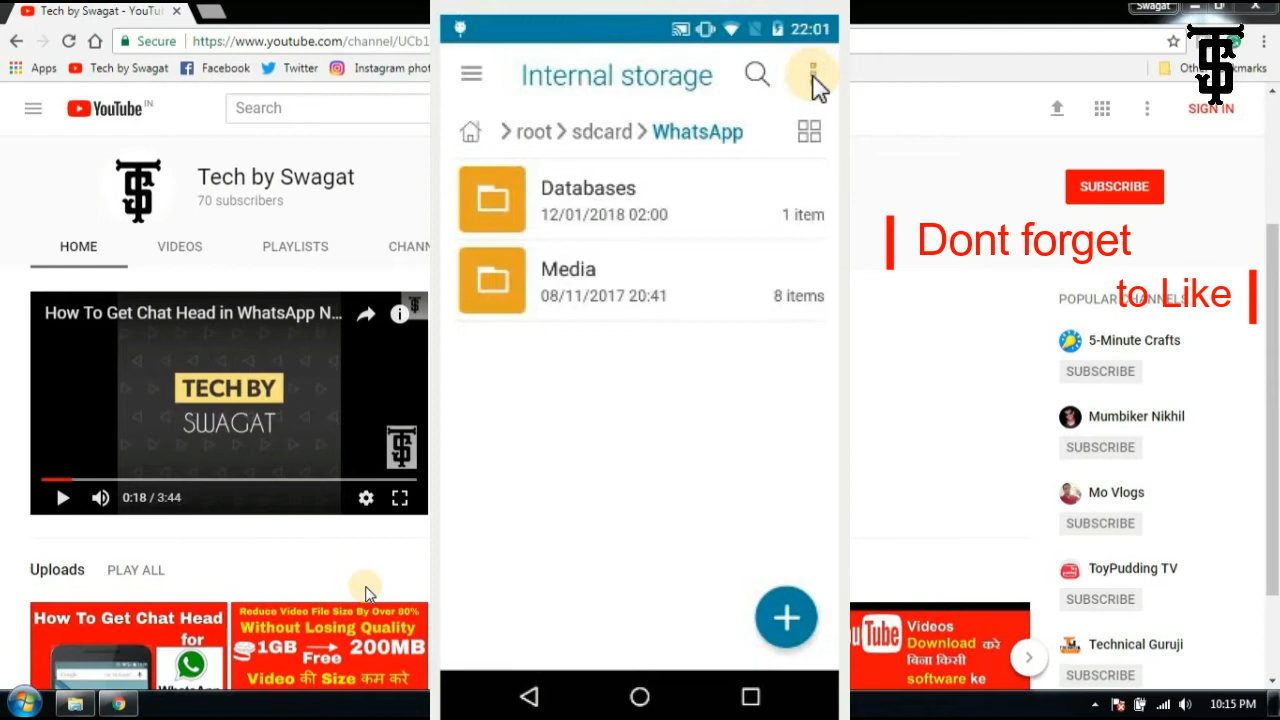 Tech by Swagat - YouTu
Swagat
Secure
https://www.youtube.com/channel/UCb1
Apps
Tech by Swagat
Facebook
Twitter
Instagram phot
YouTube IN
Search
SIGN IN
Tech by Swagat
70 subscribers
SUBSCRIBE
HOME
VIDEOS
PLAYLISTS
CHANN
How To Get Chat Head in WhatsApp N...
TECH BY
SWAGAT
0:18 / 3:44
Uploads
PLAY ALL
How To Get Chat Head
for
Reduce Video File Size By Over 80%
Without Losing Quality
1GB
200MB
Free
Video की Size कम करे
22:01
Internal storage
root
sdcard
WhatsApp
Databases
12/01/2018 02:00
1 item
Media
08/11/2017 20:41
8 items
Dont forget
to Like
5-Minute Crafts
SUBSCRIBE
Mumbiker Nikhil
SUBSCRIBE
Mo Vlogs
SUBSCRIBE
ToyPudding TV
SUBSCRIBE
Technical Guruji
SUBSCRIBE
Videos
Download करे
बिना किसी
software ke
10:15 PM